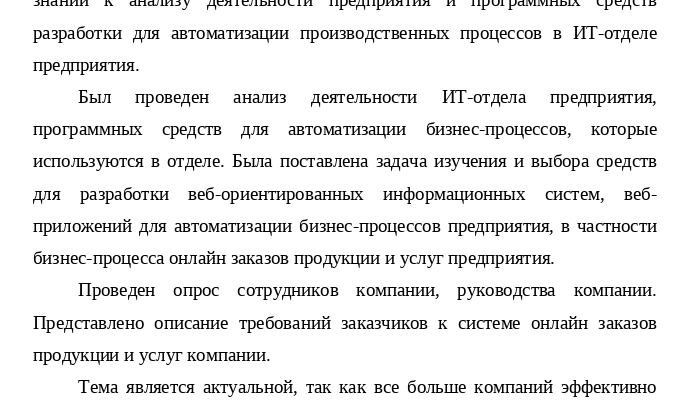 знаний к анализу деятельности предприятия и программных средств
разработки для автоматизации производственных процессов в ИТ-отделе
предприятия.
Был проведен анализ деятельности ИТ-отдела предприятия,
программных средств для автоматизации бизнес-процессов, которые
используются в отделе. Была поставлена задача изучения и выбора средств
для разработки веб-ориентированных информационных систем, веб-
приложений для автоматизации бизнес-процессов предприятия, в частности
бизнес-процесса онлайн заказов продукции и услуг предприятия.
Проведен опрос сотрудников компании, руководства компании.
Представлено описание требований заказчиков к системе онлайн заказов
продукции и услуг компании.
Тема является актуальной, так как все больше компаний эффективно